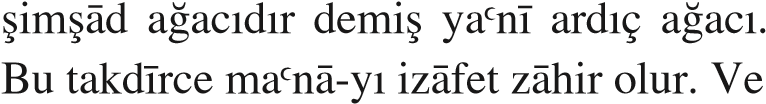 şimşād ağacıdır demiş yaʿnī ardıç ağacı.
Bu takdīrce maʿnā-yı izāfet zāhir olur. Ve